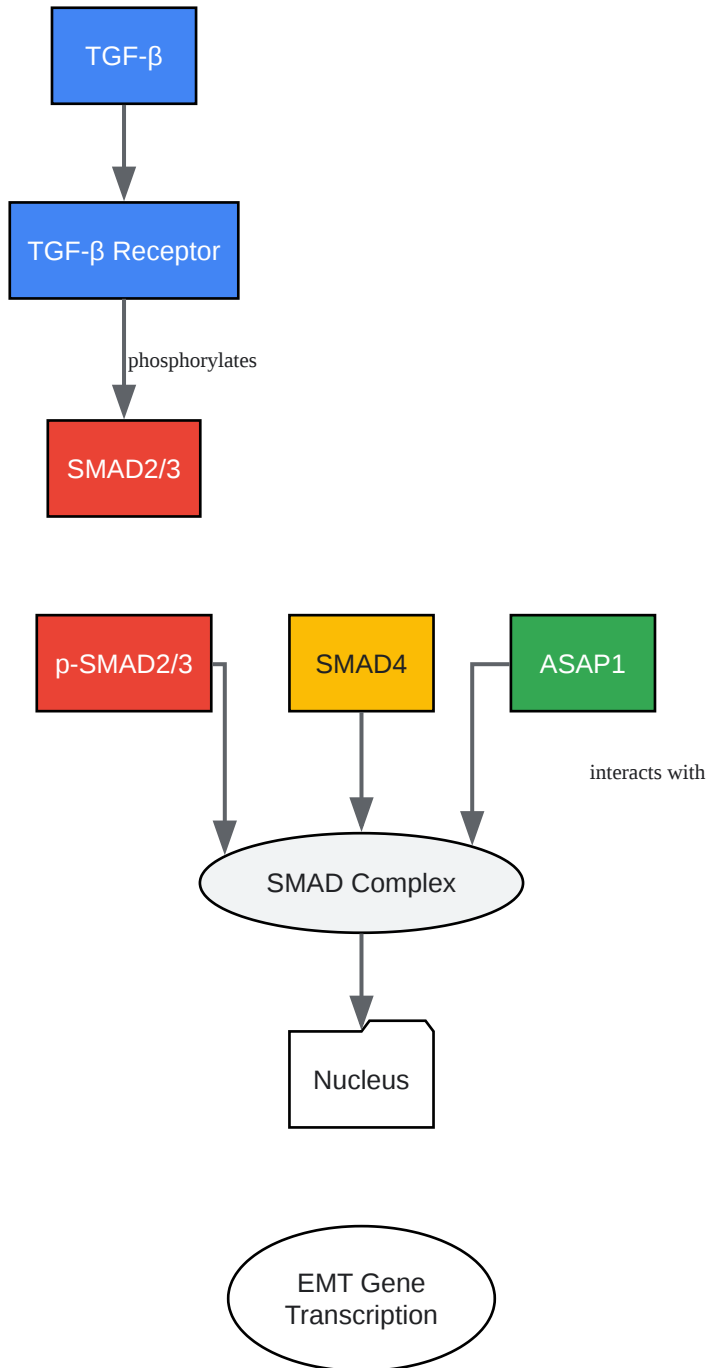 TGF-β
TGF-β Receptor
phosphorylates
SMAD2/3
p-SMAD2/3
SMAD4
ASAP1
interacts with
SMAD Complex
Nucleus
EMT Gene
Transcription